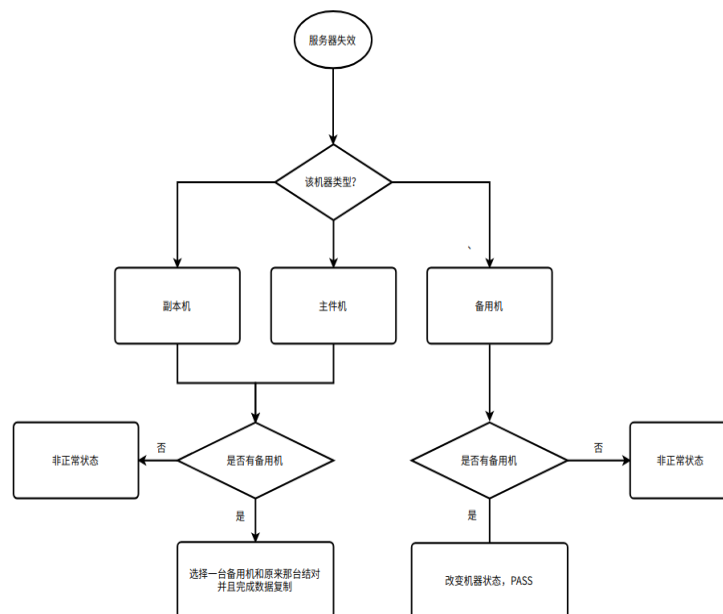 服务器失效
该机器类型?
、
副本机
主件机
备用机
非正常状态
否
是否有备用机
是否有备用机
否
非正常状态
是
是
选择一台备用机和原来那台结对
并且完成数据复制
改变机器状态，PASS